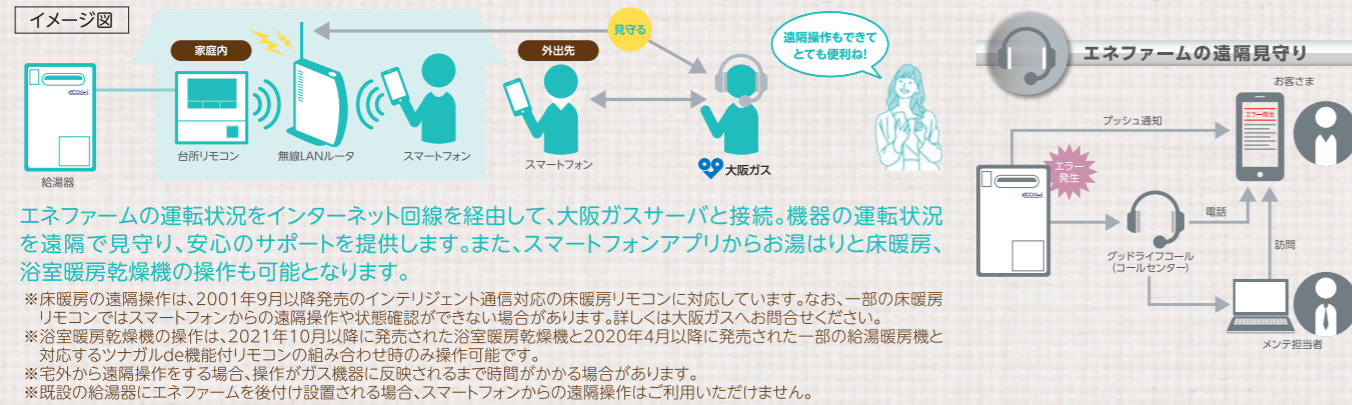 イメージ図
家庭内
外出先
見守る
遠隔操作もできて
とても便利ね!
台所リモコン
無線LANルータ
スマートフォン
スマートフォン
大阪ガス
給湯器
エネファームの運転状況をインターネット回線を経由して、大阪ガスサーバと接続。機器の運転状況
を遠隔で見守り、安心のサポートを提供します。また、スマートフォンアプリからお湯はりと床暖房、
浴室暖房乾燥機の操作も可能となります。
※床暖房の遠隔操作は、2001年9月以降発売のインテリジェント通信対応の床暖房リモコンに対応しています。なお、一部の床暖房
リモコンではスマートフォンからの遠隔操作や状態確認ができない場合があります。詳しくは大阪ガスへお問合せください。
※浴室暖房乾燥機の操作は、2021年10月以降に発売された浴室暖房乾燥機と2020年4月以降に発売された一部の給湯暖房機と
対応するツナガルde機能付リモコンの組み合わせ時のみ操作可能です。
※宅外から遠隔操作をする場合、操作がガス機器に反映されるまで時間がかかる場合があります。
※既設の給湯器にエネファームを後付け設置される場合、スマートフォンからの遠隔操作はご利用いただけません。
エネファームの遠隔見守り
お客さま
プッシュ通知
エラー発生
エラー
発生
電話
グッドライフコール
(コールセンター)
訪問
メンテ担当者